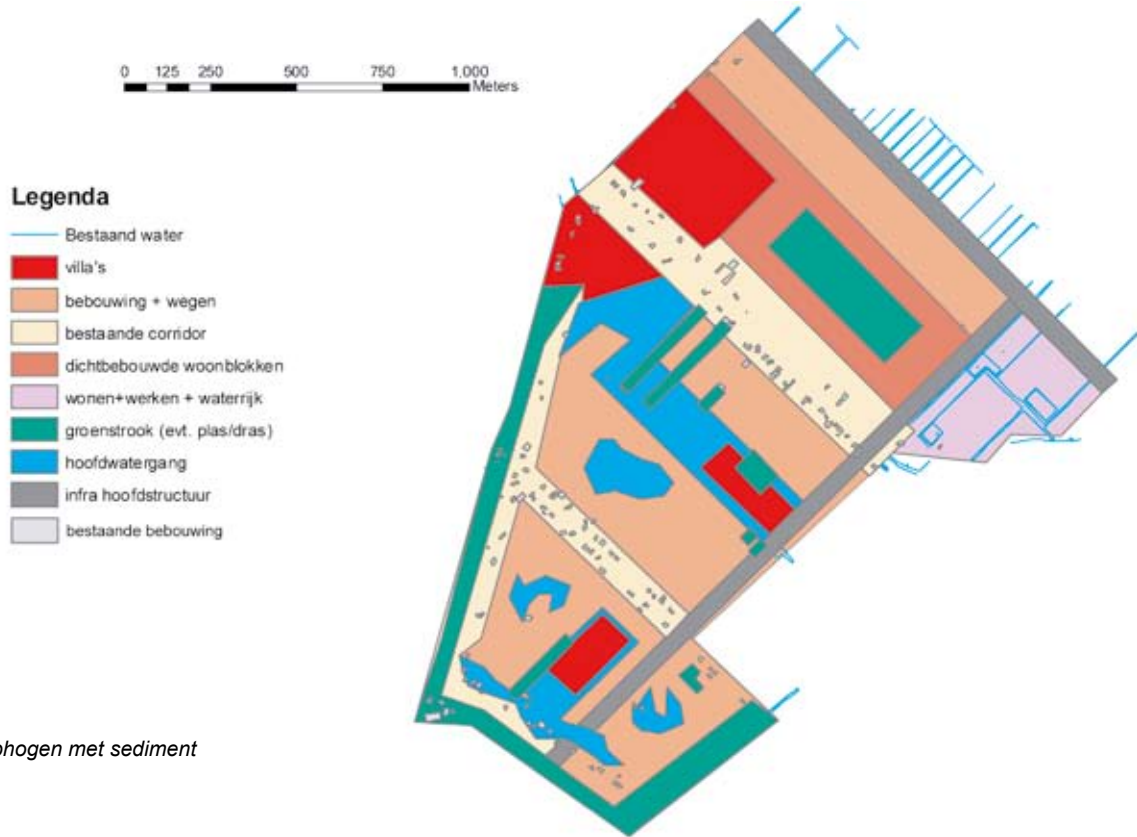 0 125 250 500 750 1.000
Meters
Legenda
Bestaand water
villa's
bebouwing + wegen
bestaande corridor
dichtbebouwde woonblokken
wonen+werken + waterrijk
groenstrook (evt. plas/dras)
hoofdwatergang
infra hoofdstructuur
bestaande bebouwing
phogen met sediment